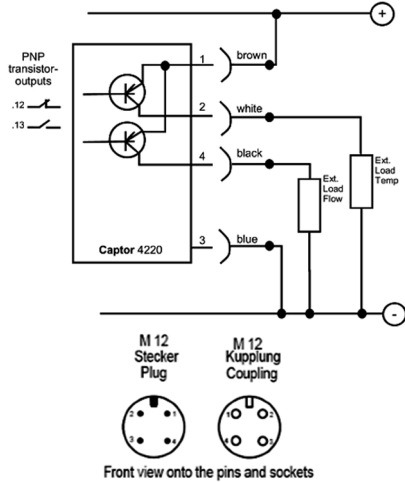 +
PNP
transistor-
outputs
.12
.13
1
brown
2
white
4
black
Ext.
Load
Flow
Ext.
Load
Temp
3
blue
Captor 4220
-
M 12
Stecker
Plug
M 12
Kupplung
Coupling
2 1
3 4
1 2
4 3
Front view onto the pins and sockets